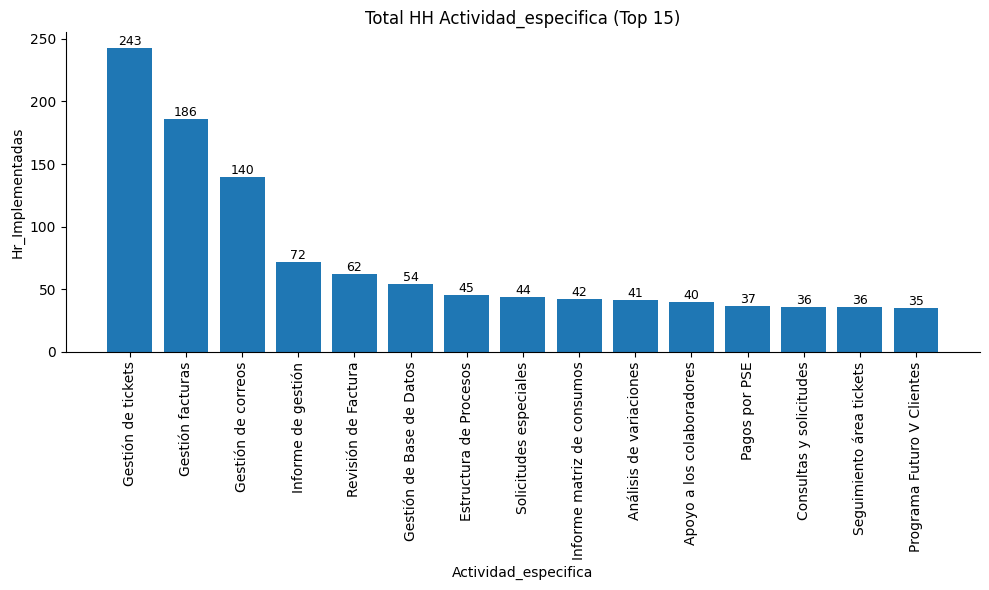 Total HH Actividad_especifica (Top 15)
Hr_Implementadas
250
200
150
100
50
0
243
186
140
72
62
54
45
44
42
41
40
37
36
36
35
Gestión de tickets
Gestión facturas
Gestión de correos
Informe de gestión
Revisión de Factura
Gestión de Base de Datos
Estructura de Procesos
Solicitudes especiales
Informe matriz de consumos
Análisis de variaciones
Apoyo a los colaboradores
Pagos por PSE
Consultas y solicitudes
Seguimiento área tickets
Programa Futuro V Clientes
Actividad_especifica